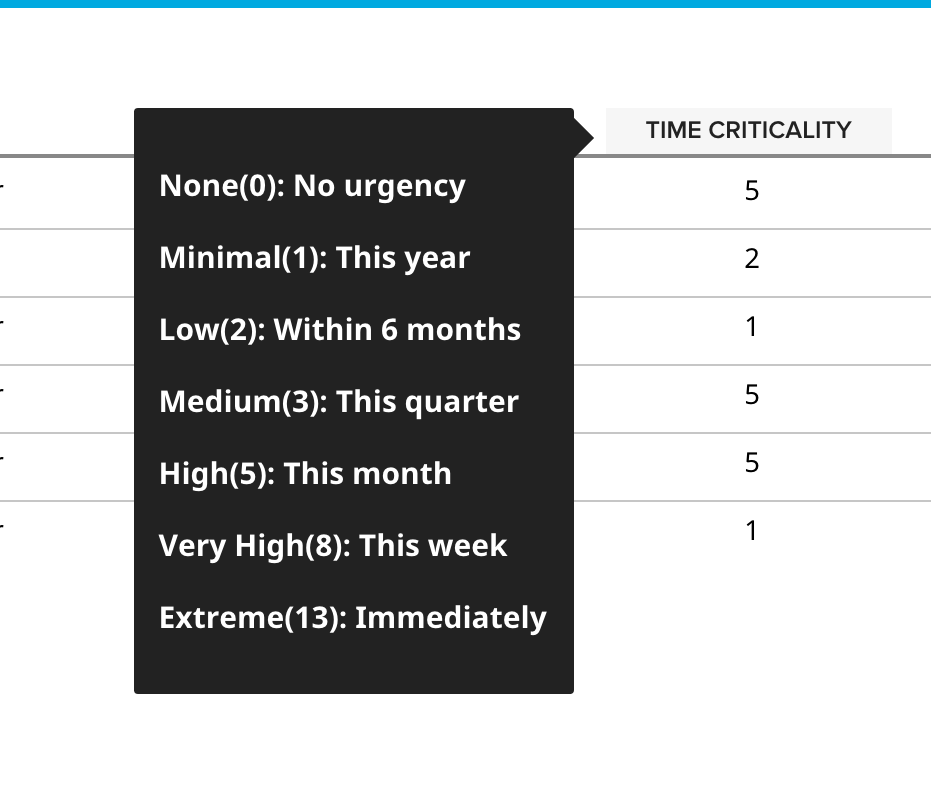 TIME CRITICALITY
None(0): No urgency
Minimal(1): This year
Low(2): Within 6 months
Medium(3): This quarter
High(5): This month
Very High(8): This week
Extreme(13): Immediately
5
2
1
5
5
1